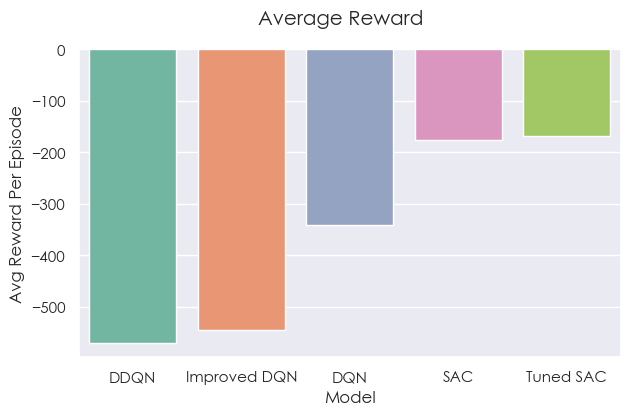 Average Reward
Avg Reward Per Episode
0
−100
−200
−300
−400
−500
DDQN
Improved DQN
DQN
SAC
Tuned SAC
Model